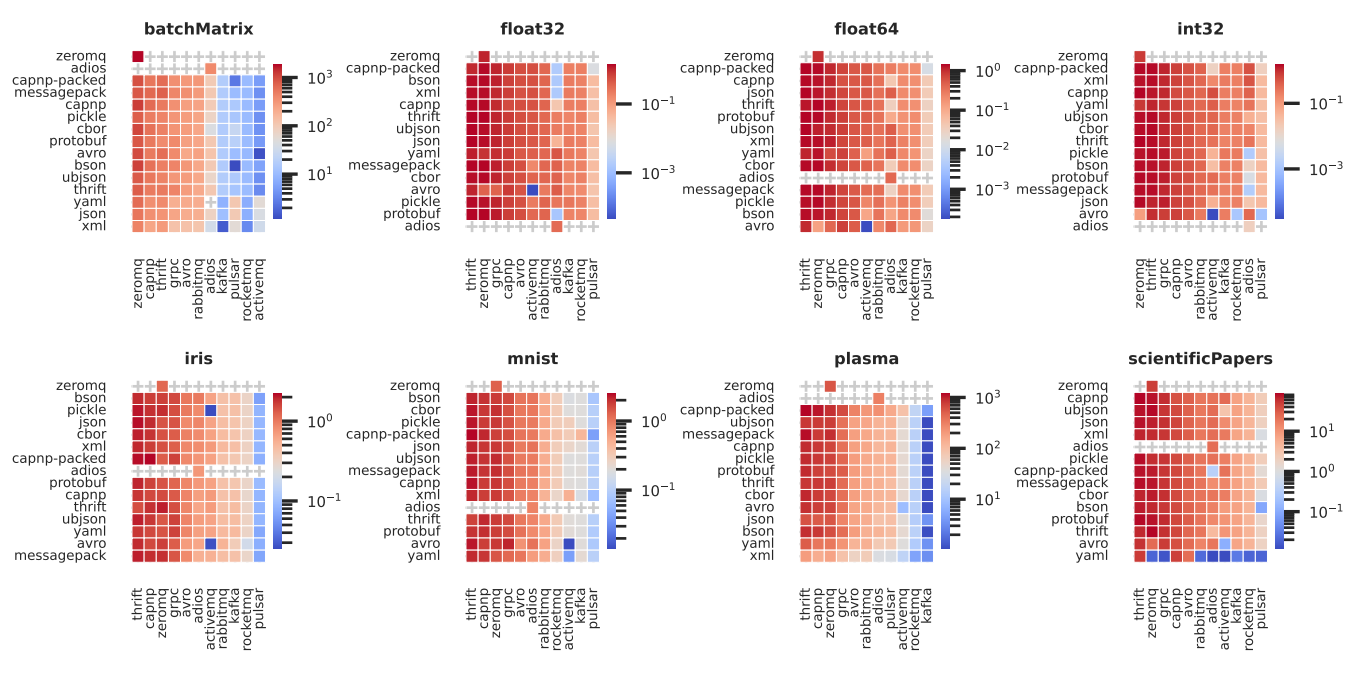 batchMatrix
zeromq
adios
capnp-packed
messagepack
capnp
pickle
cbor
protobuf
avro
bson
ubjson
thrift
yaml
json
xml
10³
10²
10¹
zeromq
capnp
thrift
grpc
avro
rabbitmq
adios
kafka
pulsar
rocketmq
activemq
float32
zeromq
capnp-packed
bson
xml
capnp
thrift
ubjson
json
yaml
messagepack
cbor
avro
pickle
protobuf
adios
10⁻¹
10⁻³
thrift
zeromq
grpc
capnp
avro
activemq
rabbitmq
adios
kafka
rocketmq
pulsar
float64
zeromq
capnp-packed
capnp
json
thrift
protobuf
ubjson
xml
yaml
cbor
adios
messagepack
pickle
bson
avro
10⁰
10⁻¹
10⁻²
10⁻³
thrift
zeromq
grpc
capnp
avro
activemq
rabbitmq
adios
kafka
rocketmq
pulsar
int32
zeromq
capnp-packed
xml
capnp
yaml
ubjson
cbor
thrift
pickle
bson
protobuf
messagepack
json
avro
adios
10⁻¹
10⁻³
zeromq
thrift
grpc
capnp
avro
rabbitmq
activemq
kafka
rocketmq
adios
pulsar
iris
zeromq
bson
pickle
json
cbor
xml
capnp-packed
adios
protobuf
capnp
thrift
ubjson
yaml
avro
messagepack
10⁰
10⁻¹
thrift
capnp
zeromq
grpc
avro
adios
activemq
rabbitmq
kafka
rocketmq
pulsar
mnist
zeromq
bson
cbor
pickle
capnp-packed
json
ubjson
messagepack
capnp
xml
adios
thrift
protobuf
avro
yaml
10⁰
10⁻¹
thrift
capnp
zeromq
grpc
avro
adios
rabbitmq
rocketmq
activemq
kafka
pulsar
plasma
zeromq
adios
capnp-packed
ubjson
messagepack
capnp
pickle
protobuf
thrift
cbor
avro
json
bson
yaml
xml
10³
10²
10¹
thrift
capnp
zeromq
grpc
avro
rabbitmq
adios
pulsar
activemq
rocketmq
kafka
scientificPapers
zeromq
capnp
ubjson
json
xml
adios
pickle
capnp-packed
messagepack
cbor
bson
protobuf
thrift
avro
yaml
10¹
10⁰
10⁻¹
thrift
zeromq
grpc
capnp
avro
rabbitmq
adios
activemq
kafka
rocketmq
pulsar